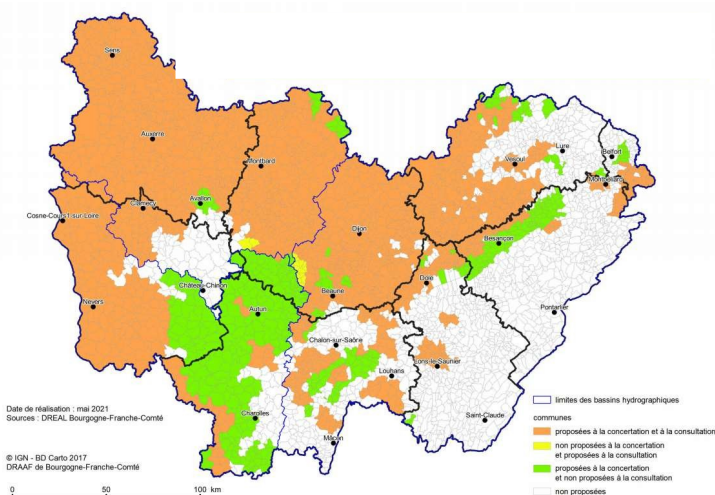 Sens
Auxerre
Montbard
Avallon
Clamecy
Cosne-Cours-sur-Loire
Vesoul
Lure
Belfort
Montbéliard
Dijon
Besançon
Dole
Château-Chinon
Nevers
Autun
Beaune
Pontarlier
Chalon-sur-Saône
Lons-le-Saunier
Louhans
Charolles
Mâcon
Saint-Claude
Date de réalisation : mai 2021
Sources : DREAL Bourgogne-Franche-Comté
© IGN - BD Carto 2017
DRAAF de Bourgogne-Franche-Comté
0 50 100 km
limites des bassins hydrographiques
communes
proposées à la concertation et à la consultation
non proposées à la concertation
et proposées à la consultation
proposées à la concertation
et non proposées à la consultation
non proposées